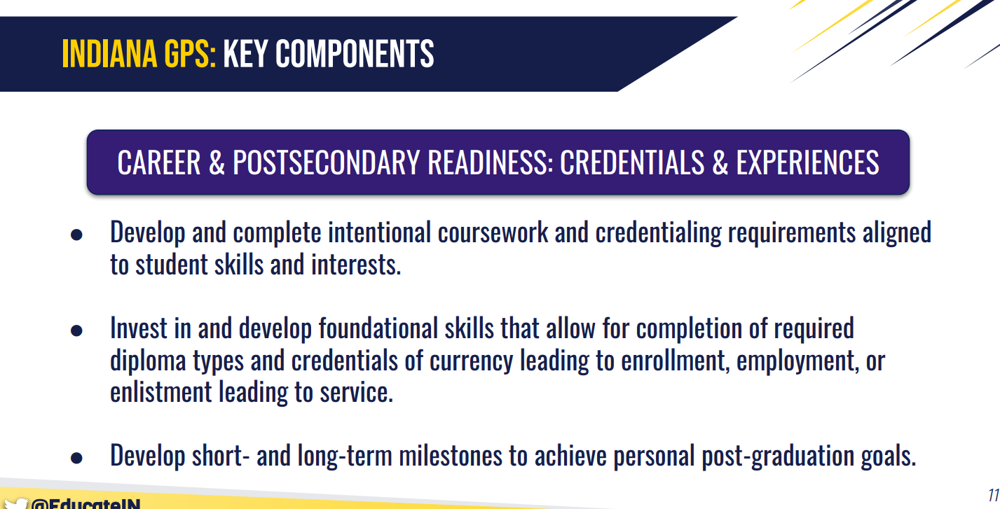 INDIANA GPS: KEY COMPONENTS
CAREER & POSTSECONDARY READINESS: CREDENTIALS & EXPERIENCES
● Develop and complete intentional coursework and credentialing requirements aligned
to student skills and interests.
● Invest in and develop foundational skills that allow for completion of required
diploma types and credentials of currency leading to enrollment, employment, or
enlistment leading to service.
● Develop short- and long-term milestones to achieve personal post-graduation goals.
@EducateIN
11